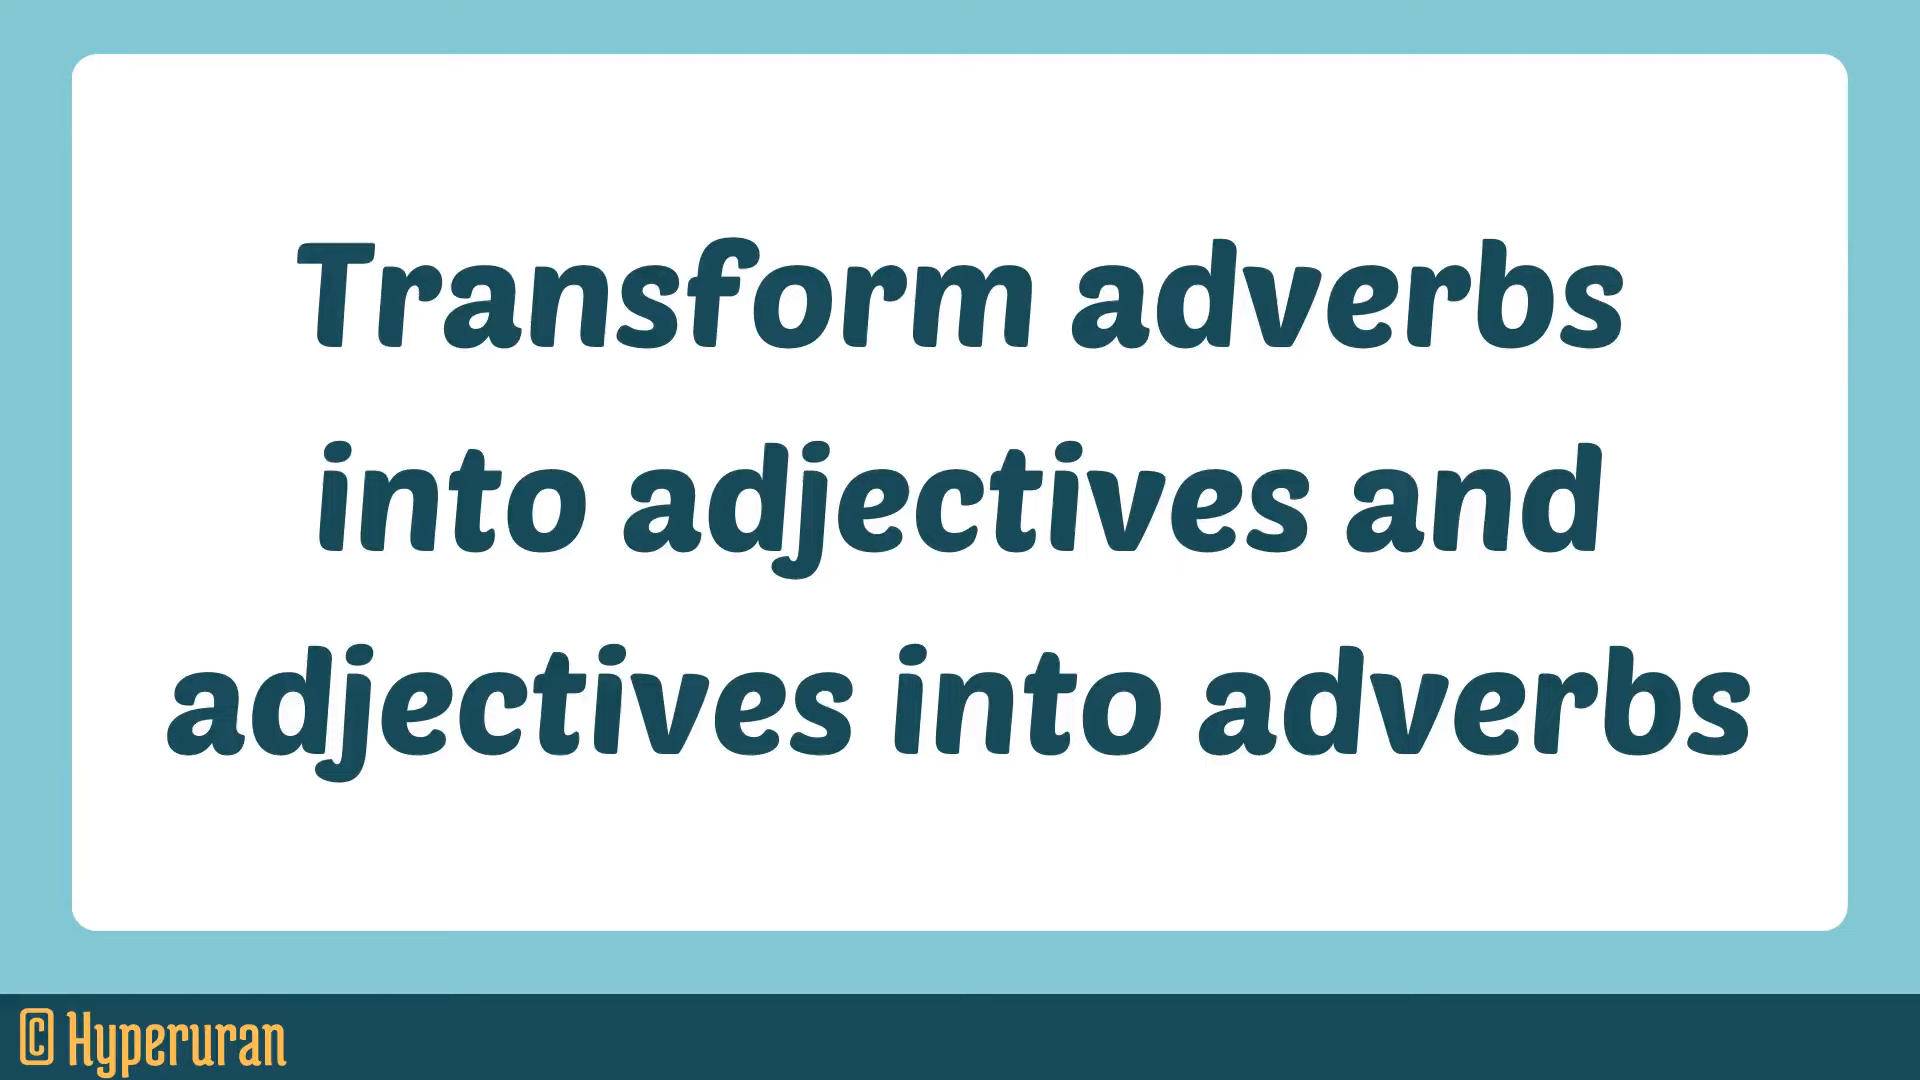 Transform adverbs
into adjectives and
adjectives into adverbs
© Hyperuran